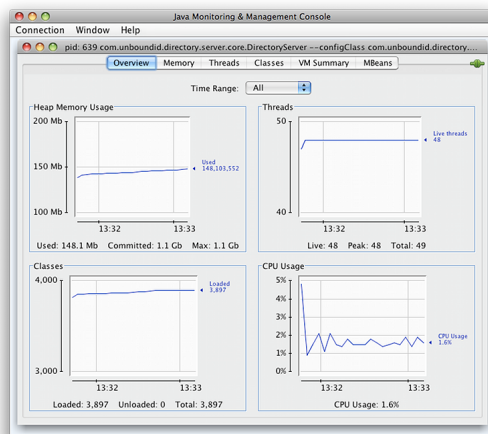 Java Monitoring & Management Console
Connection Window Help
pid: 639 com.unboundid.directory.server.core.DirectoryServer --configClass com.unboundid.directory....
Overview Memory Threads Classes VM Summary MBeans
Time Range: All
Heap Memory Usage
200 Mb
150 Mb
100 Mb
Used
148,103,552
13:32 13:33
Used: 148.1 Mb Committed: 1.1 Gb Max: 1.1 Gb
Threads
50
40
Live threads
48
13:32 13:33
Live: 48 Peak: 48 Total: 49
Classes
4,000
3,000
Loaded
3,897
13:32 13:33
Loaded: 3,897 Unloaded: 0 Total: 3,897
CPU Usage
5%
4%
3%
2%
1%
0%
CPU Usage
1.6%
13:32 13:33
CPU Usage: 1.6%